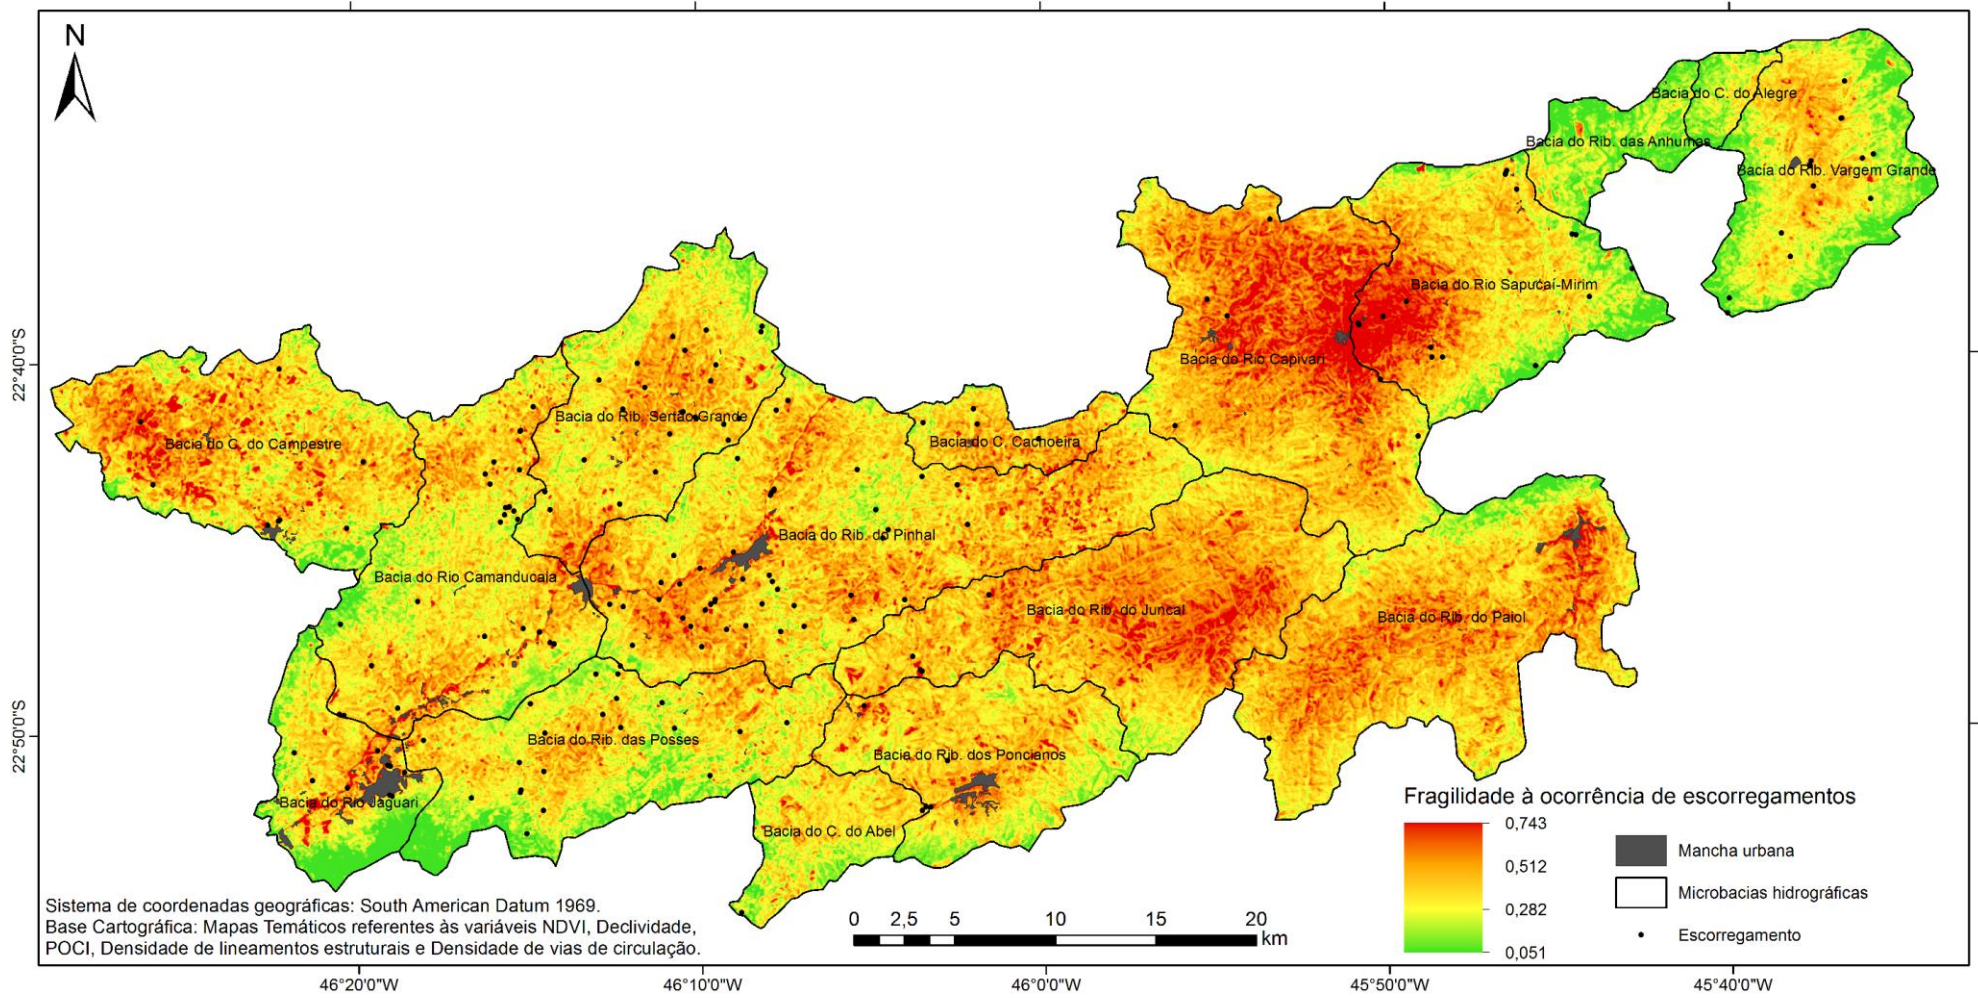 N
Bacia do C. do Alegre
Bacia do Rib. das Anhumas
Bacia do Rib. Vargem Grande
Bacia do Rio Sapucaí-Mirim
Bacia do Rio Capivari
Bacia do Rib. Sertão Grande
Bacia do C. do Campestre
Bacia do C. Cachoeira
Bacia do Rib. do Pinhal
Bacia do Rio Camanducaia
Bacia do Rib. do Juncal
Bacia do Rib. do Paiol
Bacia do Rib. das Posses
Bacia do Rib. dos Poncianos
Bacia do Rio Jaguari
Bacia do C. do Abel
22°40'0"S
22°50'0"S
Fragilidade à ocorrência de escorregamentos
0,743
0,512
0,282
0,051
Mancha urbana
Microbacias hidrográficas
Escorregamento
Sistema de coordenadas geográficas: South American Datum 1969.
Base Cartográfica: Mapas Temáticos referentes às variáveis NDVI, Declividade,
POCI, Densidade de lineamentos estruturais e Densidade de vias de circulação.
0 2,5 5 10 15 20
km
46°20'0"W 46°10'0"W 46°0'0"W 45°50'0"W 45°40'0"W